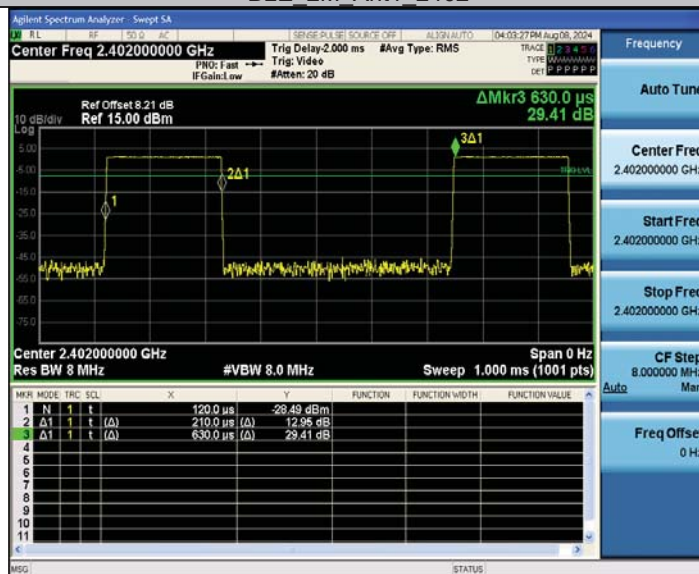 Agilent Spectrum Analyzer - Swept SA
RL RF 50 Ω AC SENSE:PULSE SOURCE OFF ALIGN AUTO 04:03:27 PM Aug 08, 2024
Center Freq 2.402000000 GHz
PNO: Fast
IFGain:Low
Trig Delay-2.000 ms
Trig: Video
#Atten: 20 dB
#Avg Type: RMS
TRACE 1 2 3 4 5 6
TYPE
DET P P P P P P
Ref Offset 8.21 dB
Ref 15.00 dBm
10 dB/div
Log
ΔMkr3 630.0 µs
29.41 dB
5.00
-5.00
-15.0
-25.0
-35.0
-45.0
-55.0
-65.0
-75.0
1
2Δ1
3Δ1
TRIG LVL
Center 2.402000000 GHz
Res BW 8 MHz
#VBW 8.0 MHz
Span 0 Hz
Sweep 1.000 ms (1001 pts)
MKR MODE TRC SCL X Y FUNCTION FUNCTION WIDTH FUNCTION VALUE
1 N 1 t 120.0 µs -28.49 dBm
2 Δ1 1 t (Δ) 210.0 µs (Δ) 12.95 dB
3 Δ1 1 t (Δ) 630.0 µs (Δ) 29.41 dB
4
5
6
7
8
9
10
11
MSG
STATUS
Frequency
Auto Tune
Center Freq
2.402000000 GHz
Start Freq
2.402000000 GHz
Stop Freq
2.402000000 GHz
CF Step
8.000000 MHz
Auto Man
Freq Offset
0 Hz